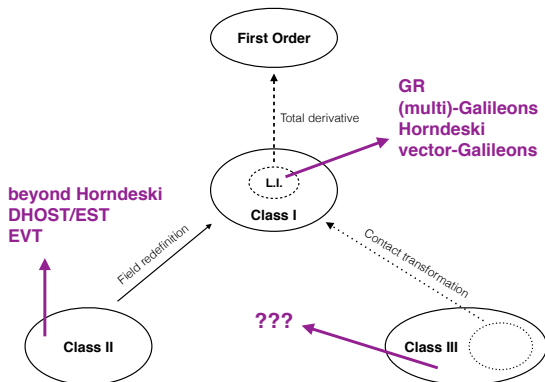 First Order
Total derivative
GR
(multi)-Galileons
Horndeski
vector-Galileons
L.I.
Class I
beyond Horndeski
DHOST/EST
EVT
Field redefinition
Contact transformation
???
Class II
Class III